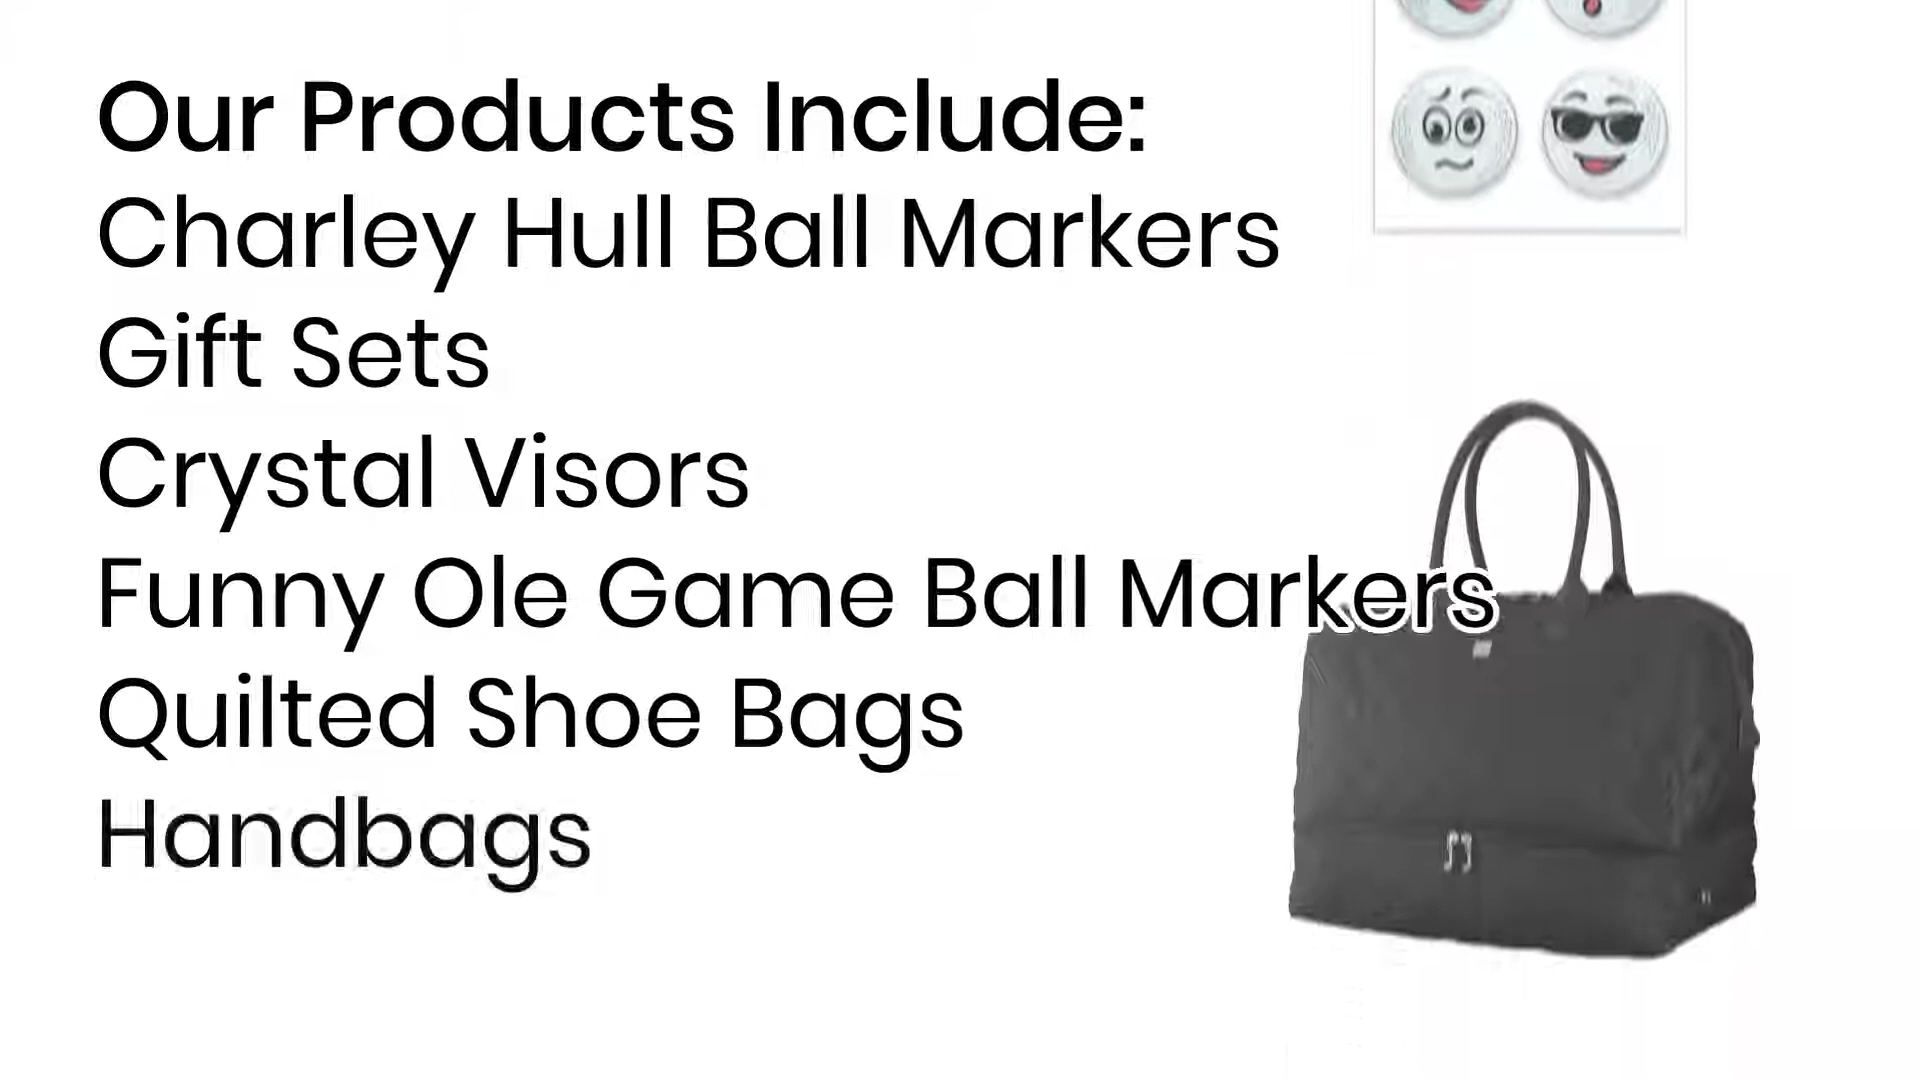 Our Products Include:
Charley Hull Ball Markers
Gift Sets
Crystal Visors
Funny Ole Game Ball Markers
Quilted Shoe Bags
Handbags